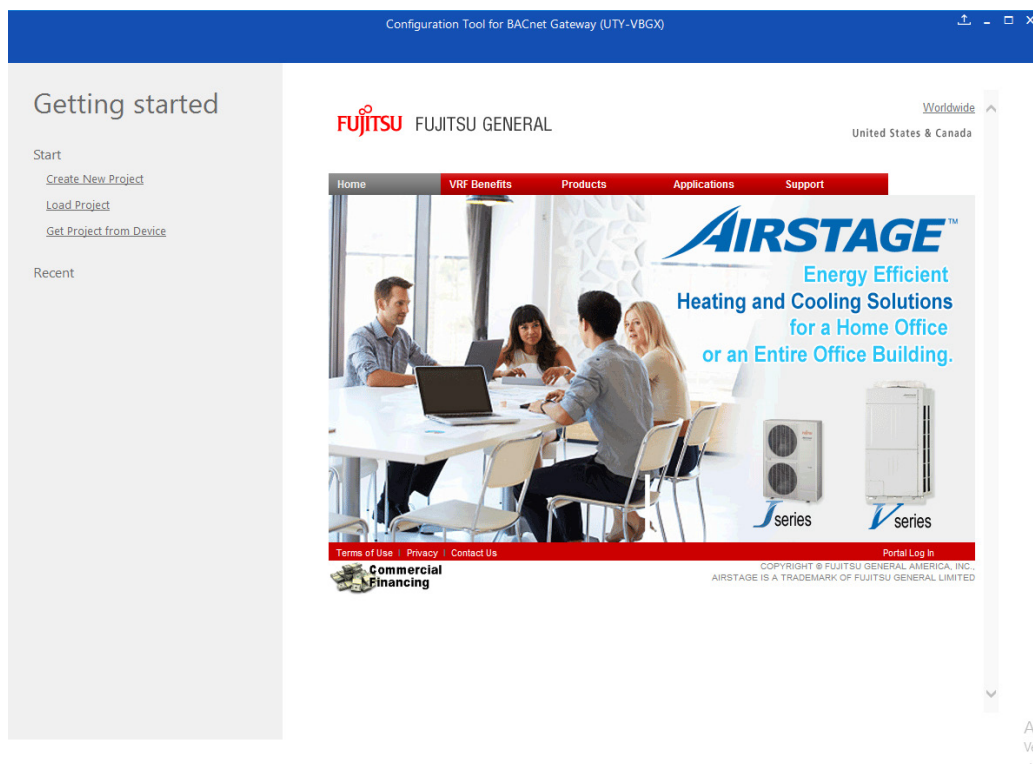 Configuration Tool for BACnet Gateway (UTY-VBGX)
Getting started
Start
Create New Project
Load Project
Get Project from Device
Recent
FUJITSU FUJITSU GENERAL
Worldwide
United States & Canada
Home VRF Benefits Products Applications Support
AIRSTAGE™
Energy Efficient
Heating and Cooling Solutions
for a Home Office
or an Entire Office Building.
J series
V series
Terms of Use | Privacy | Contact Us
Portal Log In
Commercial
Financing
COPYRIGHT © FUJITSU GENERAL AMERICA, INC.,
AIRSTAGE IS A TRADEMARK OF FUJITSU GENERAL LIMITED